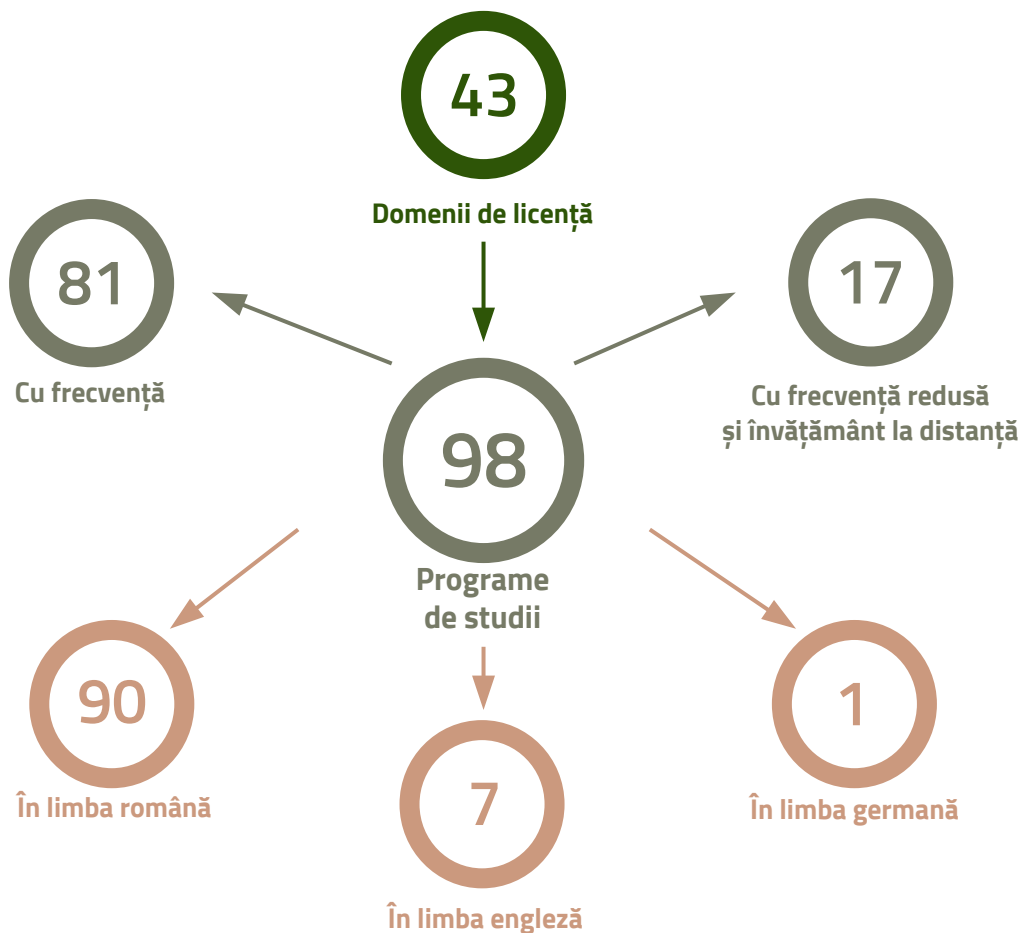 43
Domenii de licență
81
Cu frecvență
17
Cu frecvență redusă
și învățământ la distanță
98
Programe
de studii
90
În limba română
7
În limba engleză
1
În limba germană